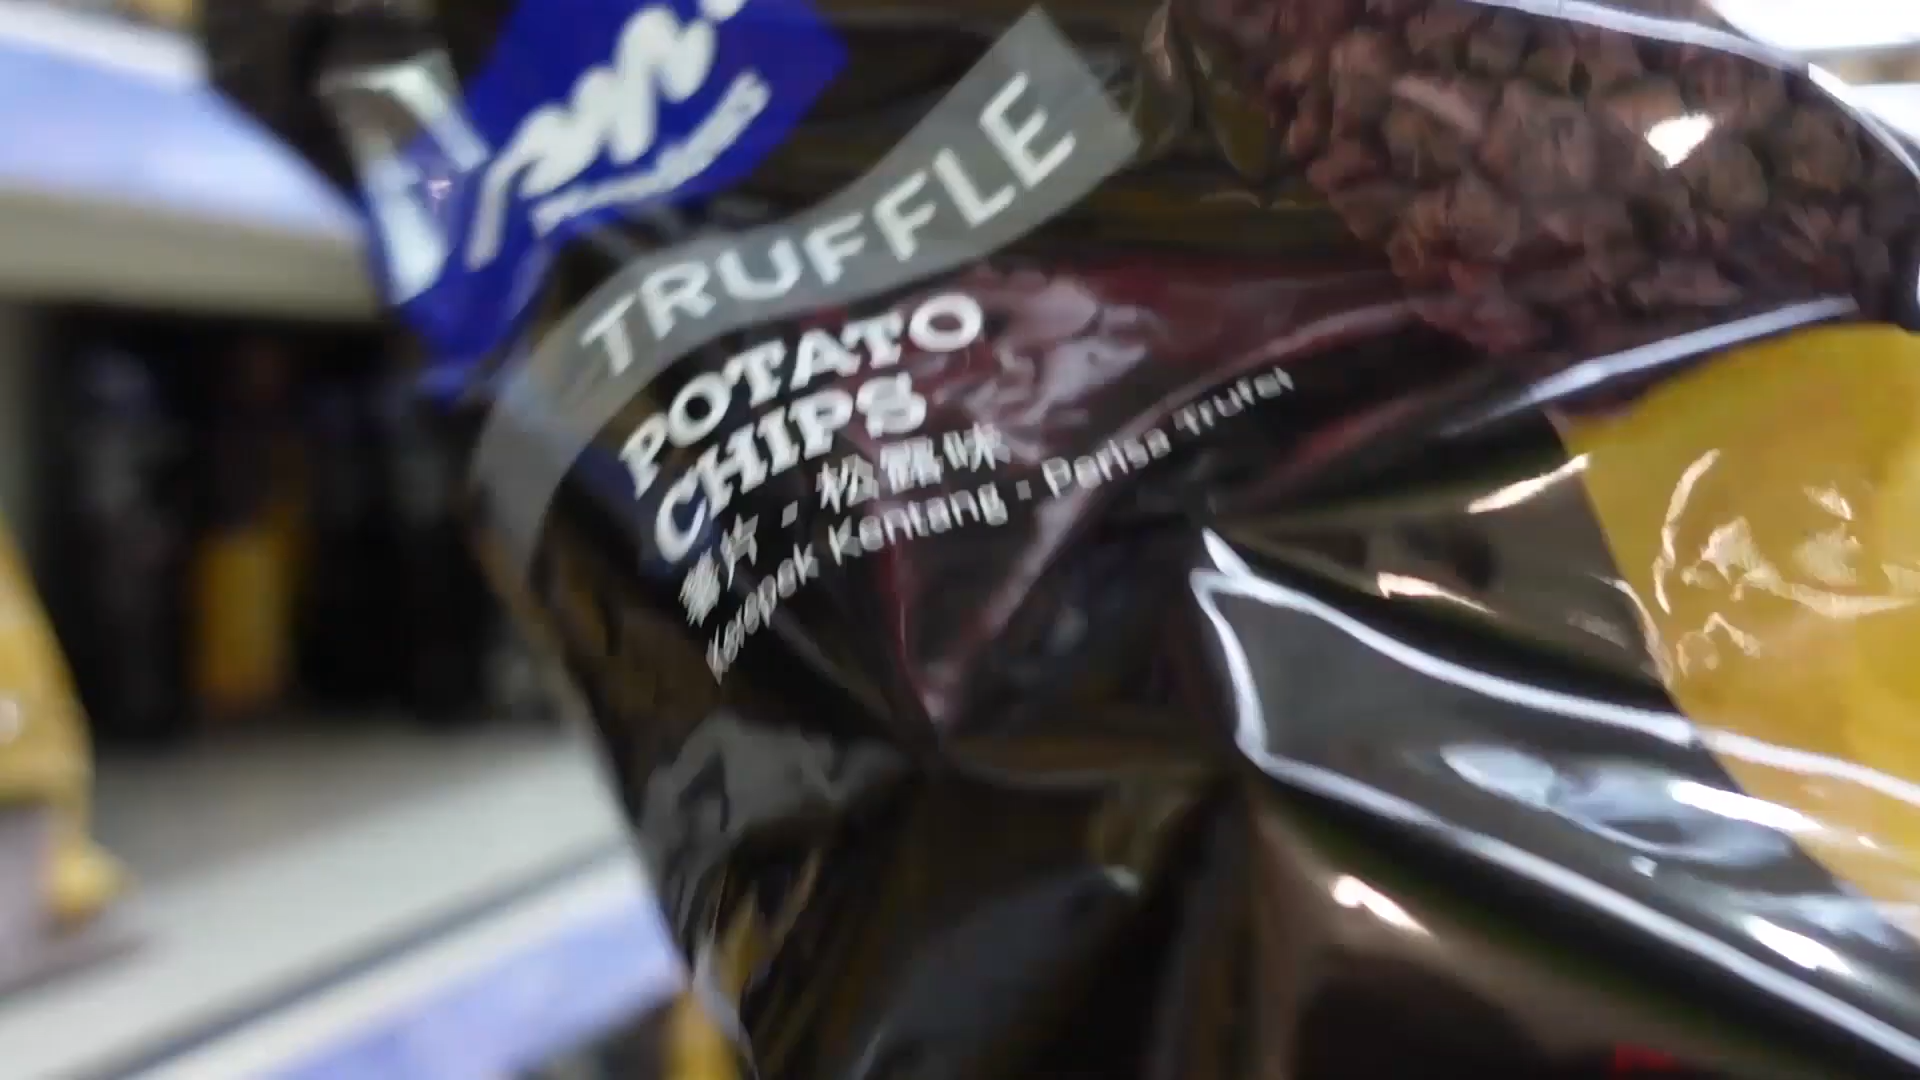 TRUFFLE
POTATO
CHIPS
薯片 · 松露味
Kerepek Kentang · Perisa Trufel